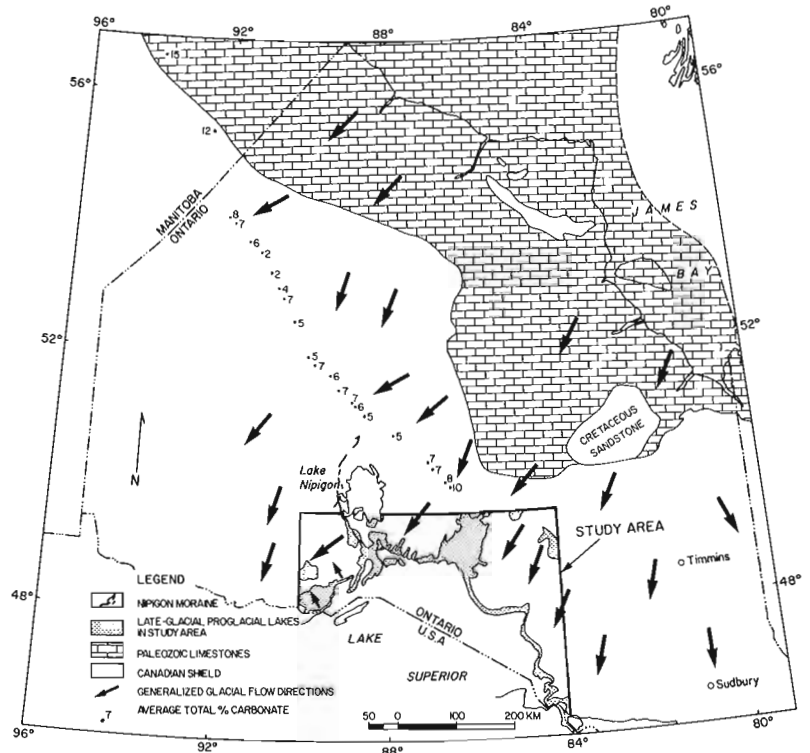 96°
92°
88°
84°
80°
56°
56°
15
12
JAMES
BAY
MANITOBA
ONTARIO
8
7
6
2
2
4
7
5
52°
52°
5
7
6
7
7
6
5
5
7
7
8
10
CRETACEOUS
SANDSTONE
N
Lake
Nipigon
STUDY AREA
Timmins
48°
48°
LEGEND
NIPIGON MORAINE
LATE-GLACIAL PROGLACIAL LAKES
IN STUDY AREA
PALEOZOIC LIMESTONES
CANADIAN SHIELD
GENERALIZED GLACIAL FLOW DIRECTIONS
7 AVERAGE TOTAL % CARBONATE
ONTARIO
U.S.A.
LAKE
SUPERIOR
Sudbury
50 0 100 200 KM
96°
92°
88°
84°
80°